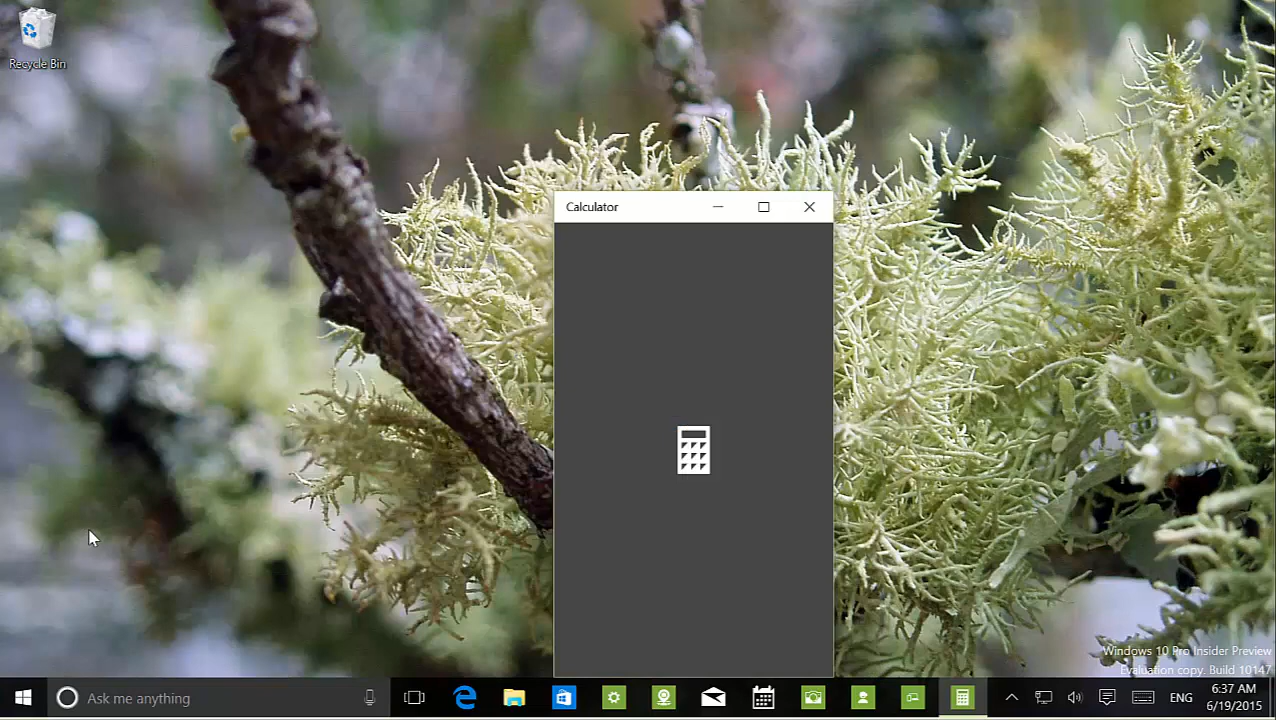 Recycle Bin
Calculator
Windows 10 Pro Insider Preview
Evaluation copy. Build 10147
Ask me anything
ENG
6:37 AM
6/19/2015